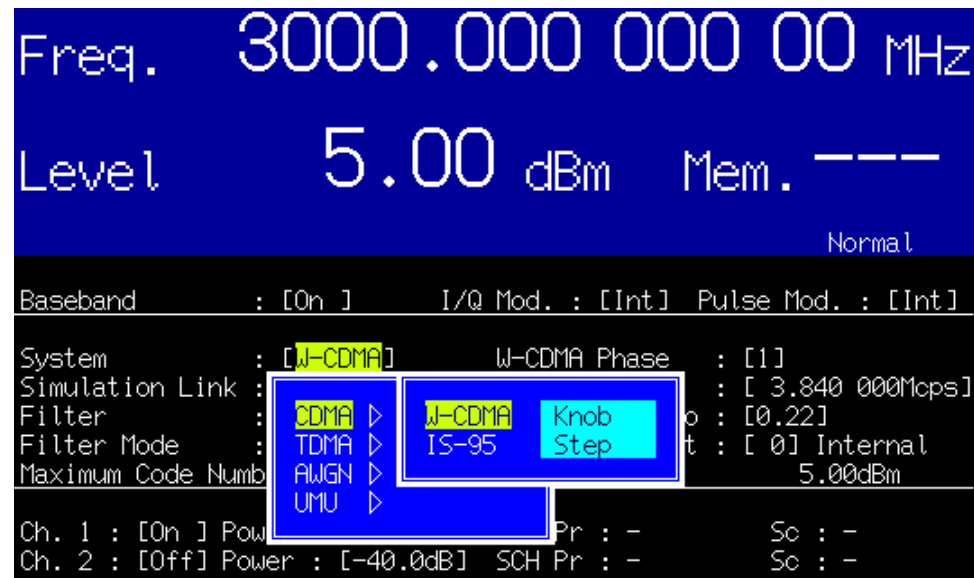 Freq. 3000.000 000 00 MHz
Level 5.00 dBm Mem. ---
Normal
Baseband : [On ] I/Q Mod. : [Int] Pulse Mod. : [Int]
System : [W-CDMA] W-CDMA Phase : [1]
Simulation Link : : [ 3.840 000Mcps]
Filter : CDMA ▷ W-CDMA Knob : [0.22]
Filter Mode : TDMA ▷ IS-95 Step : [ 0] Internal
Maximum Code AWGN ▷ 5.00dBm
UMU ▷
Ch. 1 : [On ] Pr : - Sc : -
Ch. 2 : [Off] Power : [-40.0dB] SCH Pr : - Sc : -